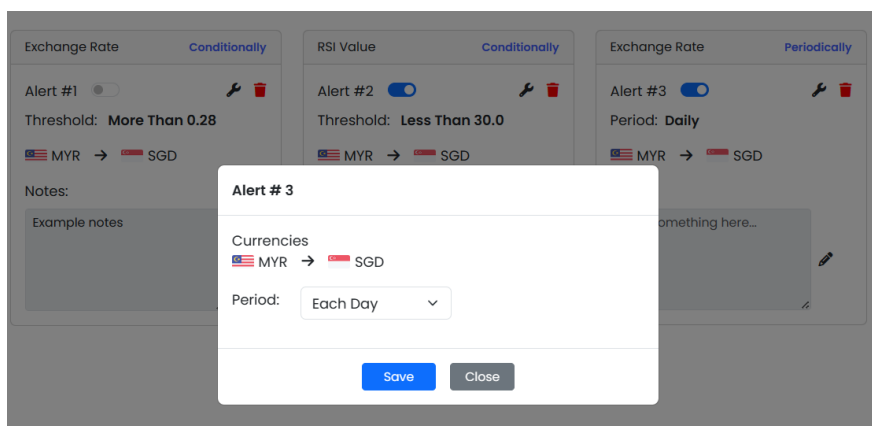 Exchange Rate Conditionally
Alert #1
Threshold: More Than 0.28
MYR → SGD
Notes:
Example notes
RSI Value Conditionally
Alert #2
Threshold: Less Than 30.0
MYR → SGD
Exchange Rate Periodically
Alert #3
Period: Daily
MYR → SGD
omething here...
Alert # 3
Currencies
MYR → SGD
Period: Each Day
Save Close